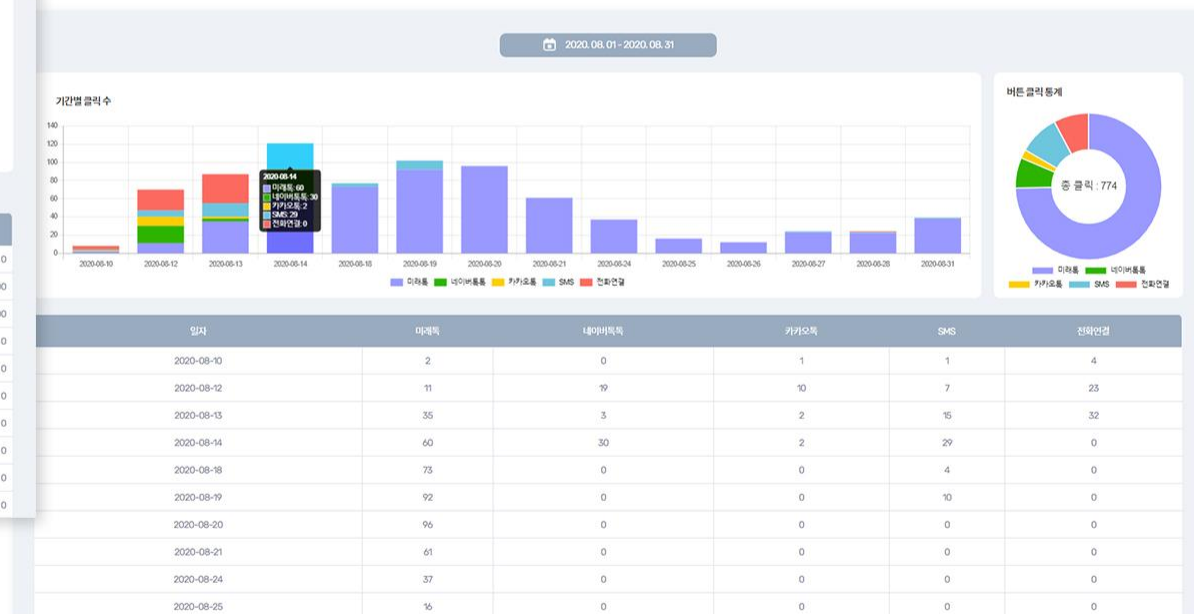 2020. 08. 01 - 2020. 08. 31
기간별 클릭 수
140
120
100
80
60
40
20
0
2020-08-14
미래톡: 60
네이버톡톡: 30
카카오톡: 2
SMS: 29
전화연결: 0
2020-08-10 2020-08-12 2020-08-13 2020-08-14 2020-08-18 2020-08-19 2020-08-20 2020-08-21 2020-08-24 2020-08-25 2020-08-26 2020-08-27 2020-08-28 2020-08-31
미래톡 네이버톡톡 카카오톡 SMS 전화연결
버튼 클릭 통계
총 클릭 : 774
미래톡 네이버톡톡
카카오톡 SMS 전화연결
일자 미래톡 네이버톡톡 카카오톡 SMS 전화연결
2020-08-10 2 0 1 1 4
2020-08-12 11 19 10 7 23
2020-08-13 35 3 2 15 32
2020-08-14 60 30 2 29 0
2020-08-18 73 0 0 4 0
2020-08-19 92 0 0 10 0
2020-08-20 96 0 0 0 0
2020-08-21 61 0 0 0 0
2020-08-24 37 0 0 0 0
2020-08-25 16 0 0 0 0